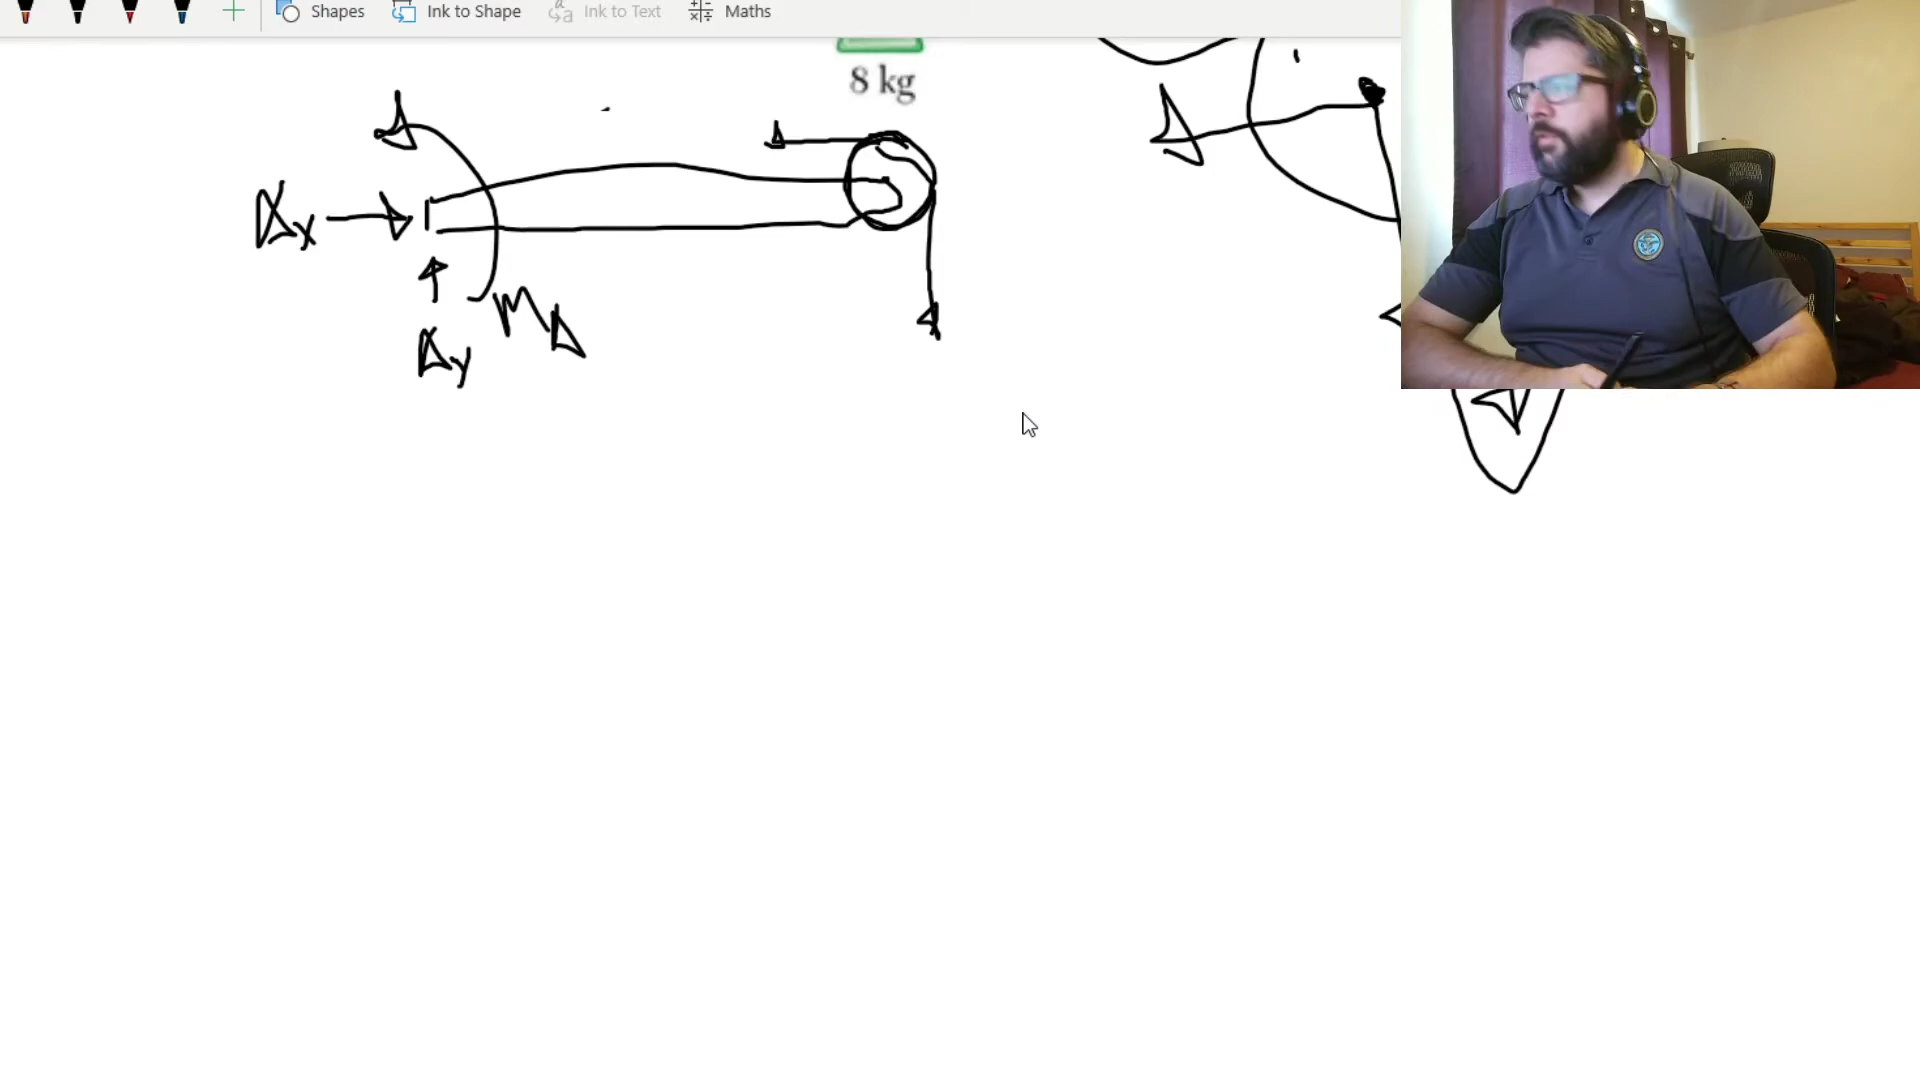 Shapes Ink to Shape Ink to Text Maths
8 kg
Ax
MA
Ay